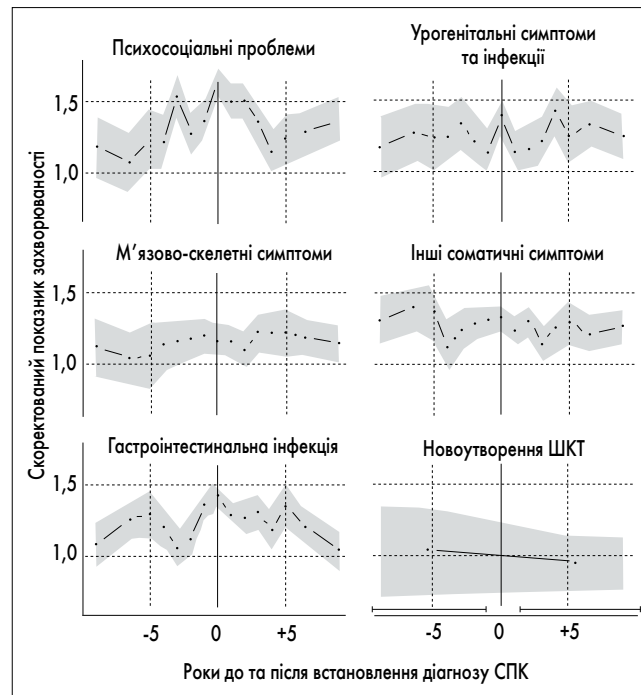 Психосоціальні проблеми
Урогенітальні симптоми
та інфекції
1,5
1,0
М’язово-скелетні симптоми
Інші соматичні симптоми
1,5
1,0
Гастроінтестинальна інфекція
Новоутворення ШКТ
1,5
1,0
-5 0 +5
-5 0 +5
Скоректований показник захворюваності
Роки до та після встановлення діагнозу СПК